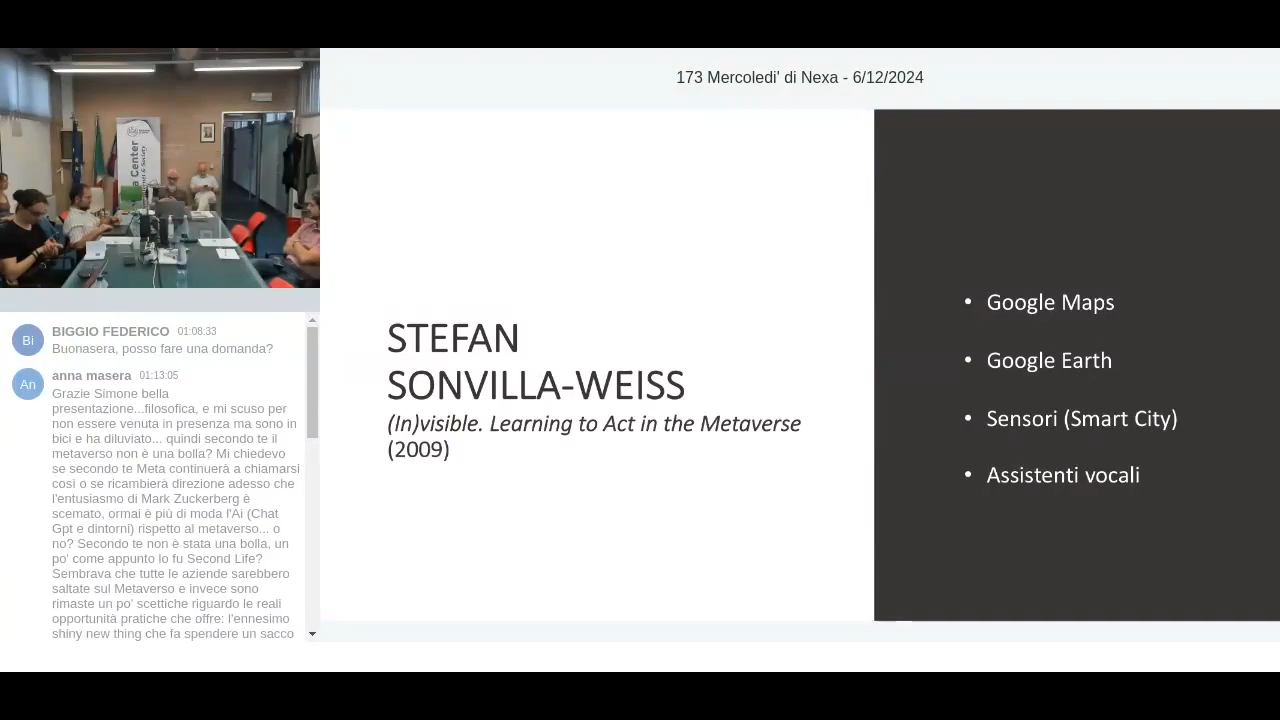 173 Mercoledi' di Nexa - 6/12/2024
a Center
Bi
BIGGIO FEDERICO 01:08:33
Buonasera, posso fare una domanda?
An
anna masera 01:13:05
Grazie Simone bella
presentazione...filosofica, e mi scuso per
non essere venuta in presenza ma sono in
bici e ha diluviato... quindi secondo te il
metaverso non è una bolla? Mi chiedevo
se secondo te Meta continuerà a chiamarsi
così o se ricambierà direzione adesso che
l'entusiasmo di Mark Zuckerberg è
scemato, ormai è più di moda l'Ai (Chat
Gpt e dintorni) rispetto al metaverso... o
no? Secondo te non è stata una bolla, un
po' come appunto lo fu Second Life?
Sembrava che tutte le aziende sarebbero
saltate sul Metaverso e invece sono
rimaste un po' scettiche riguardo le reali
opportunità pratiche che offre: l'ennesimo
shiny new thing che fa spendere un sacco
STEFAN
SONVILLA-WEISS
(In)visible. Learning to Act in the Metaverse
(2009)
• Google Maps
• Google Earth
• Sensori (Smart City)
• Assistenti vocali